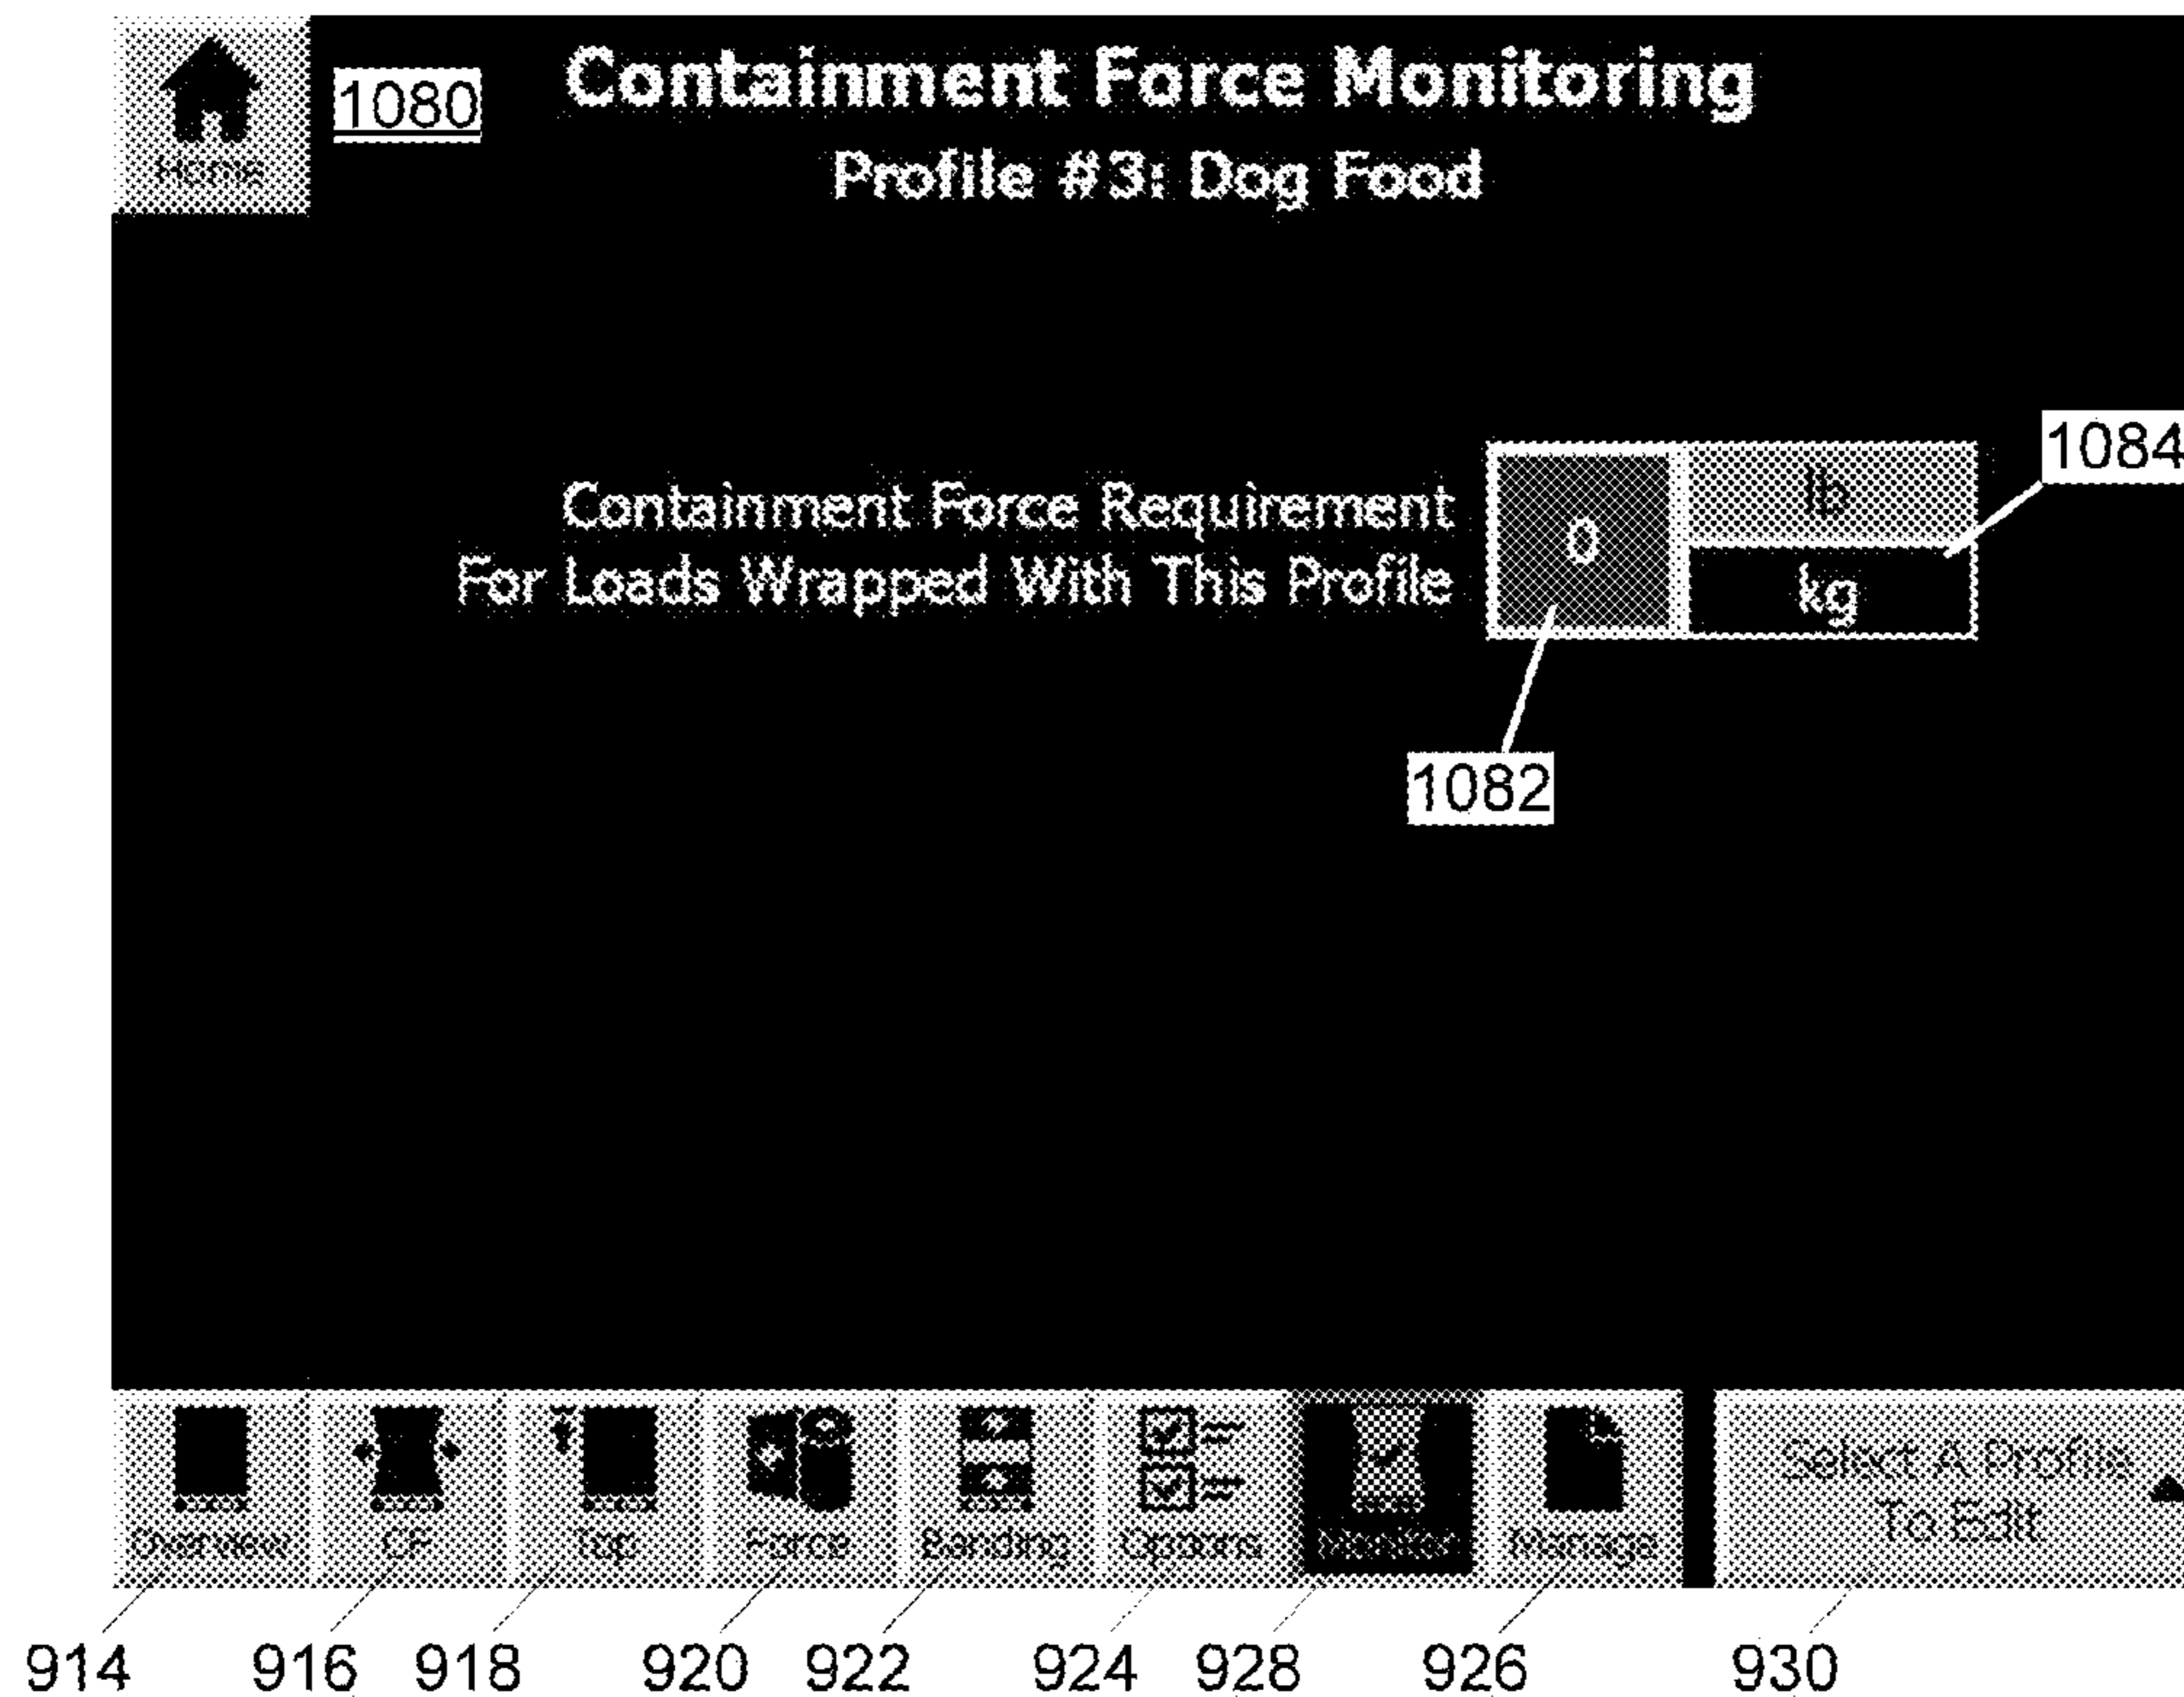 Home
1080
Containment Force Monitoring
Profile #3: Dog Food
Containment Force Requirement
For Loads Wrapped With This Profile
0
lb
kg
1084
1082
Overview
CF
Top
Force
Banding
Options
Monitor
Manage
Select A Profile
To Edit
914
916
918
920
922
924
928
926
930